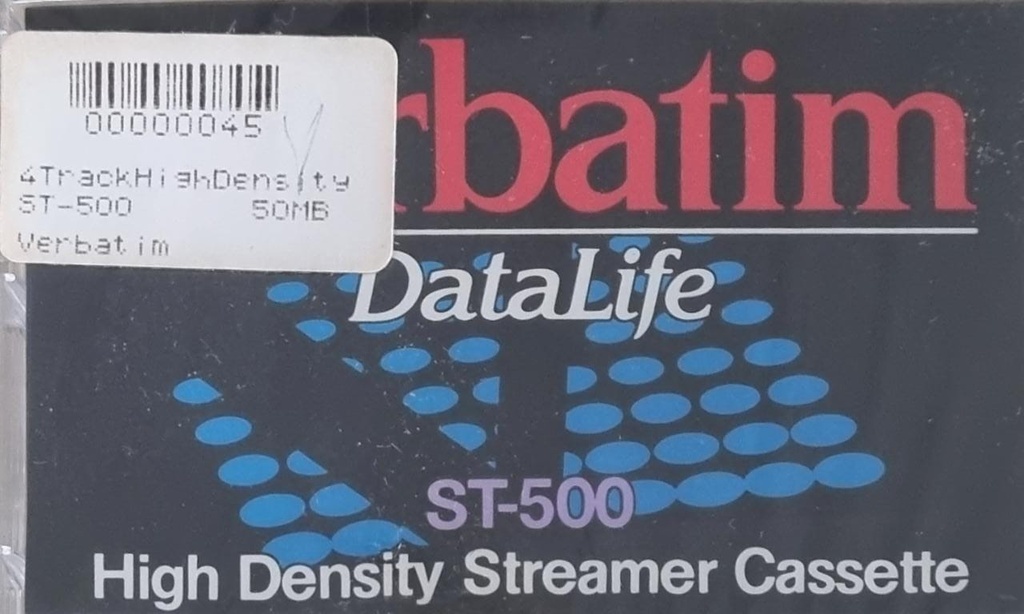 00000045
4TrackHighDensity
ST-500 50MB
Verbatim
rbatim
DataLife
ST-500
High Density Streamer Cassette